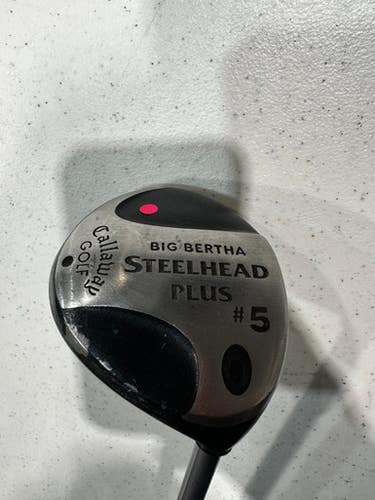 BIG BERTHA
STEELHEAD
PLUS
#5
Callaway
GOLF